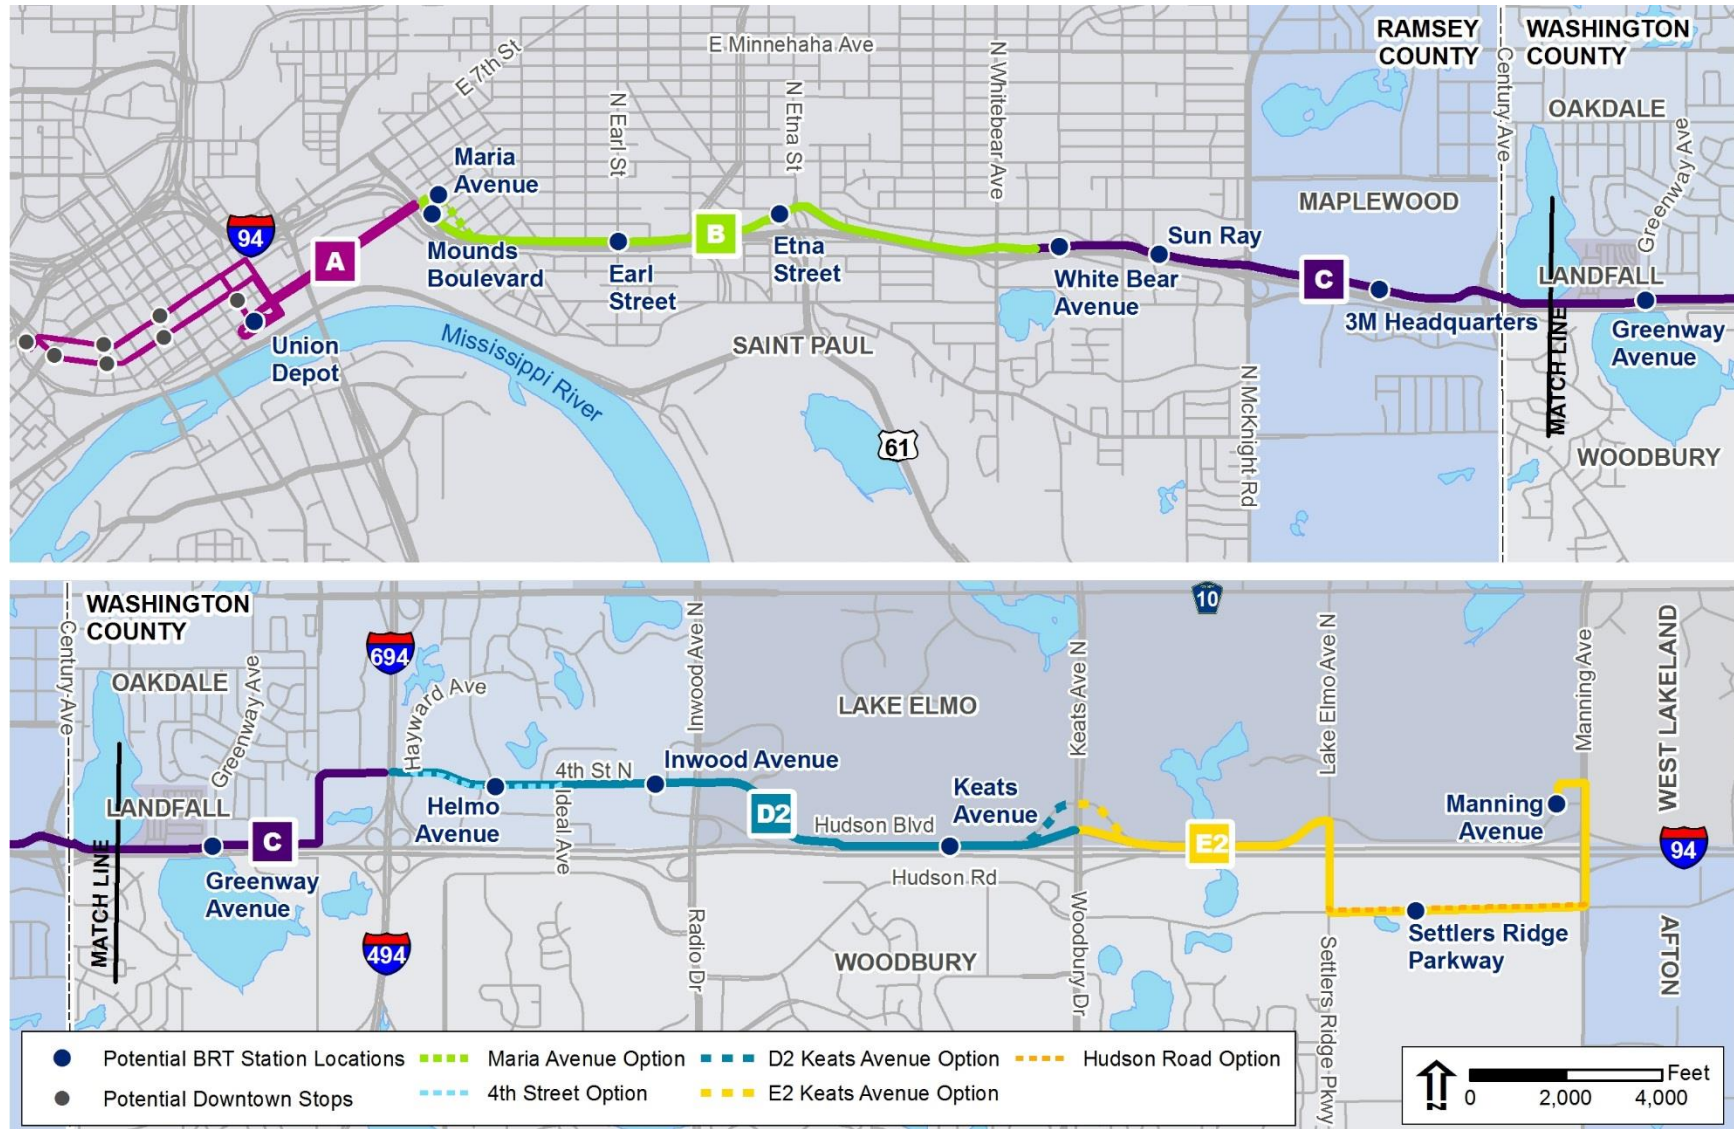 RAMSEY
COUNTY
WASHINGTON
COUNTY
E Minnehaha Ave
E 7th St
N Earl St
N Etna St
N Whitebear Ave
Century Ave
OAKDALE
Greenway Ave
Maria
Avenue
MAPLEWOOD
94
A
Mounds
Boulevard
B
Earl
Street
Etna
Street
Sun Ray
White Bear
Avenue
C
LANDFALL
3M Headquarters
Greenway
Avenue
MATCH LINE
Union
Depot
Mississippi River
SAINT PAUL
61
N McKnight Rd
WOODBURY
WASHINGTON
COUNTY
Century Ave
OAKDALE
Greenway Ave
694
Hayward Ave
Inwood Ave N
LAKE ELMO
Keats Ave N
10
Lake Elmo Ave N
Manning Ave
WEST LAKELAND
LANDFALL
C
Helmo
Avenue
4th St N
Ideal Ave
Inwood Avenue
D2
Hudson Blvd
Keats
Avenue
E2
Manning
Avenue
94
MATCH LINE
Greenway
Avenue
Hudson Rd
494
Radio Dr
WOODBURY
Woodbury Dr
Settlers Ridge Pkwy
Settlers Ridge
Parkway
AFTON
Potential BRT Station Locations
Potential Downtown Stops
Maria Avenue Option
4th Street Option
D2 Keats Avenue Option
E2 Keats Avenue Option
Hudson Road Option
N
Feet
0 2,000 4,000